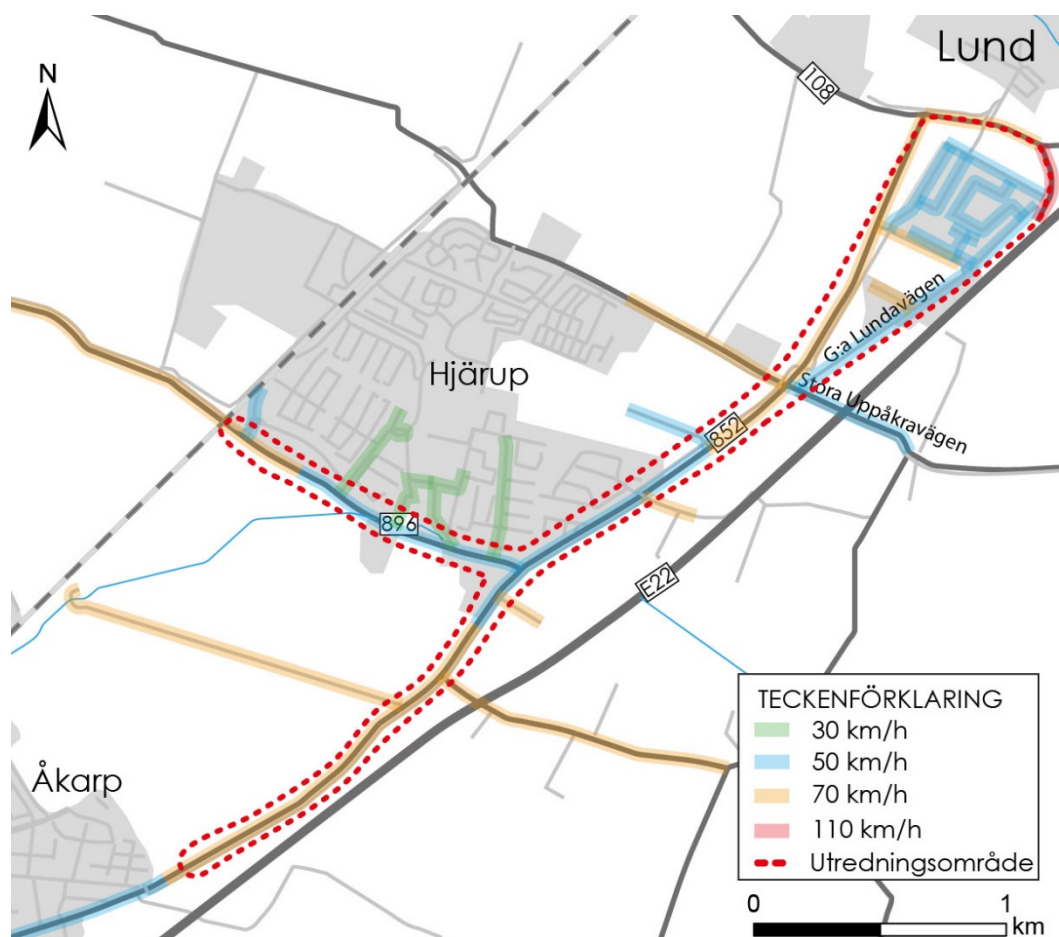 Lund
N
108
G:a Lundavägen
Hjärup
Stora Uppåkravägen
852
896
E22
TECKENFÖRKLARING
30 km/h
50 km/h
70 km/h
110 km/h
Utredningsområde
Åkarp
0 1
km